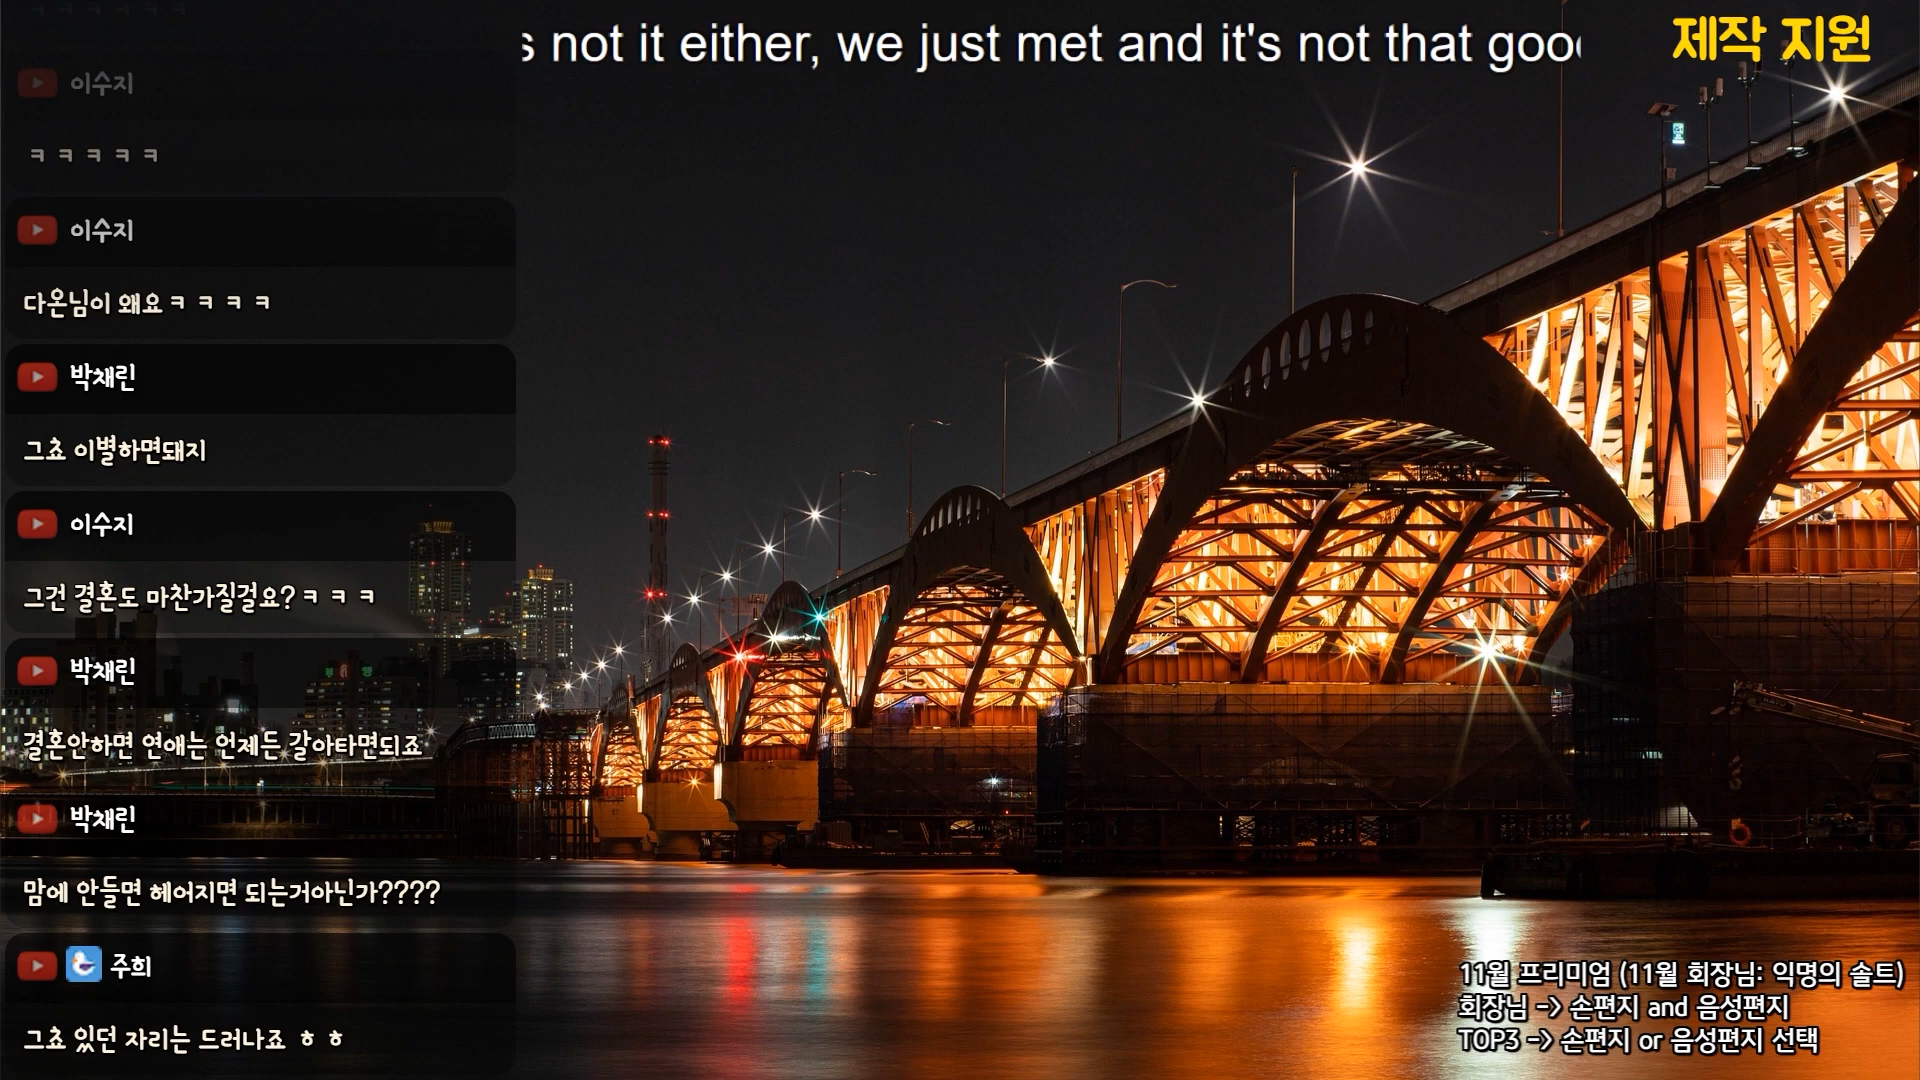 s not it either, we just met and it's not that good
제작 지원
이수지
ㅋㅋㅋㅋㅋ
이수지
다온님이 왜요ㅋㅋㅋㅋ
박채린
그쵸 이별하면돼지
이수지
그건 결혼도 마찬가질걸요?ㅋㅋㅋ
박채린
결혼안하면 연애는 언제든 갈아타면되죠
박채린
맘에 안들면 헤어지면 되는거아닌가????
주희
그쵸 있던 자리는 드러나죠 ㅎㅎ
11월 프리미엄 (11월 회장님: 익명의 솔트)
회장님 -> 손편지 and 음성편지
TOP3 -> 손편지 or 음성편지 선택